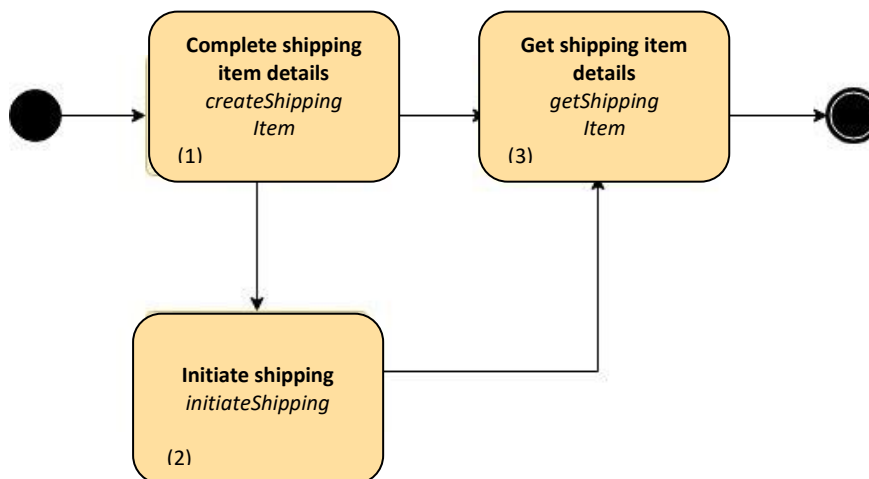 Complete shipping
item details
createShipping
Item
(1)
Get shipping item
details
getShipping
Item
(3)
Initiate shipping
initiateShipping
(2)